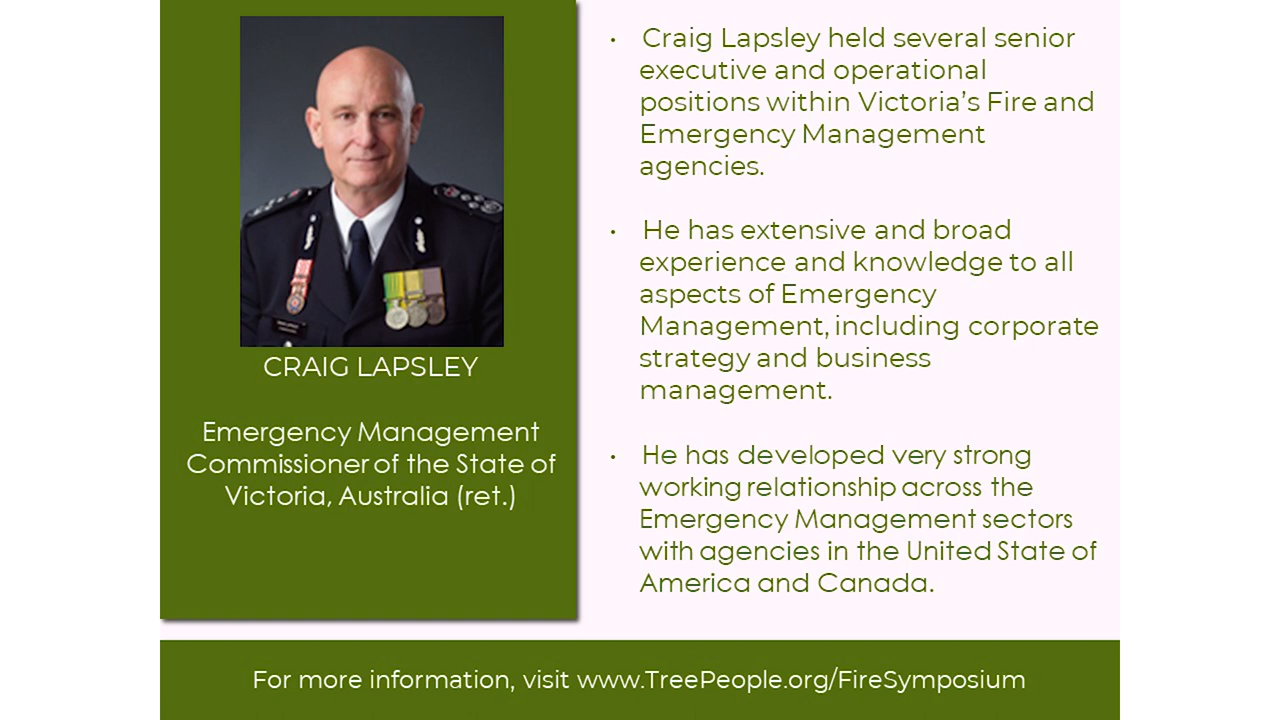 CRAIG LAPSLEY
Emergency Management
Commissioner of the State of
Victoria, Australia (ret.)
• Craig Lapsley held several senior
executive and operational
positions within Victoria’s Fire and
Emergency Management
agencies.
• He has extensive and broad
experience and knowledge to all
aspects of Emergency
Management, including corporate
strategy and business
management.
• He has developed very strong
working relationship across the
Emergency Management sectors
with agencies in the United State of
America and Canada.
For more information, visit www.TreePeople.org/FireSymposium